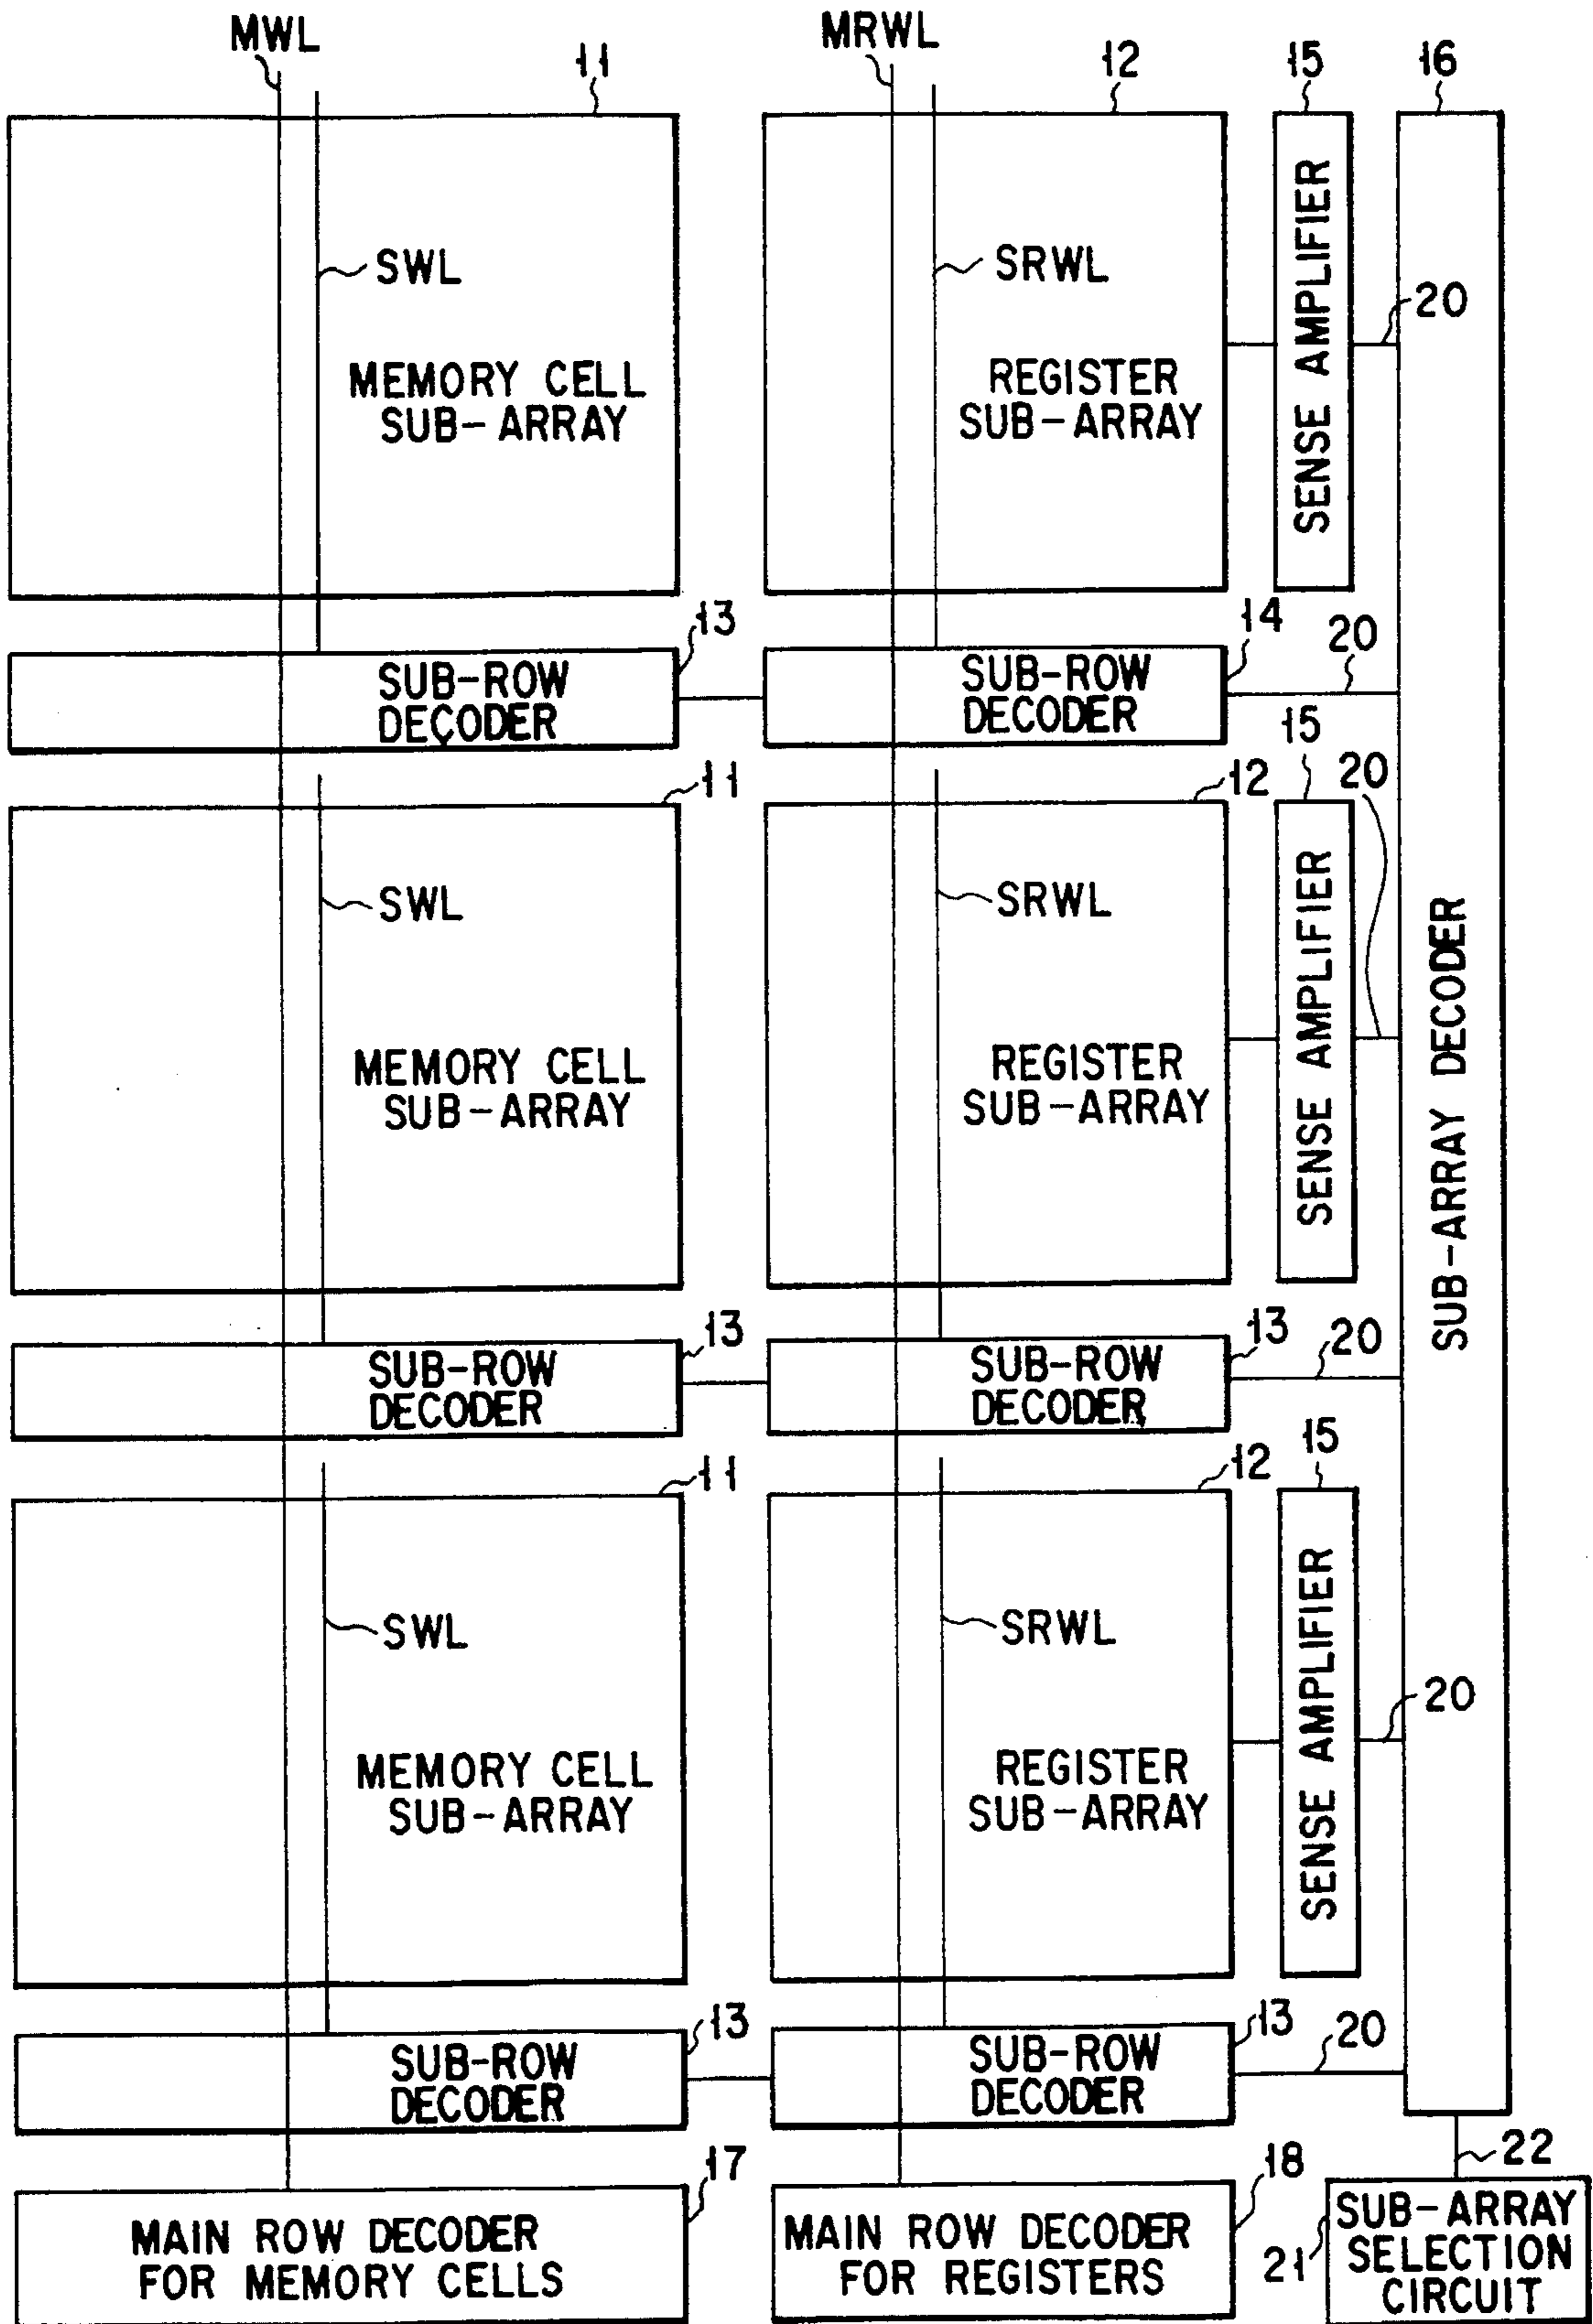 MWL
MRWL
11
12
15
16
SWL
SRWL
SENSE AMPLIFIER
20
MEMORY CELL
SUB-ARRAY
REGISTER
SUB-ARRAY
13
14
20
SUB-ROW
DECODER
SUB-ROW
DECODER
15
20
11
12
SWL
SRWL
SENSE AMPLIFIER
SUB-ARRAY DECODER
MEMORY CELL
SUB-ARRAY
REGISTER
SUB-ARRAY
13
13
20
SUB-ROW
DECODER
SUB-ROW
DECODER
15
11
12
SWL
SRWL
SENSE AMPLIFIER
20
MEMORY CELL
SUB-ARRAY
REGISTER
SUB-ARRAY
13
13
20
SUB-ROW
DECODER
SUB-ROW
DECODER
22
17
18
MAIN ROW DECODER
FOR MEMORY CELLS
MAIN ROW DECODER
FOR REGISTERS
21
SUB-ARRAY
SELECTION
CIRCUIT